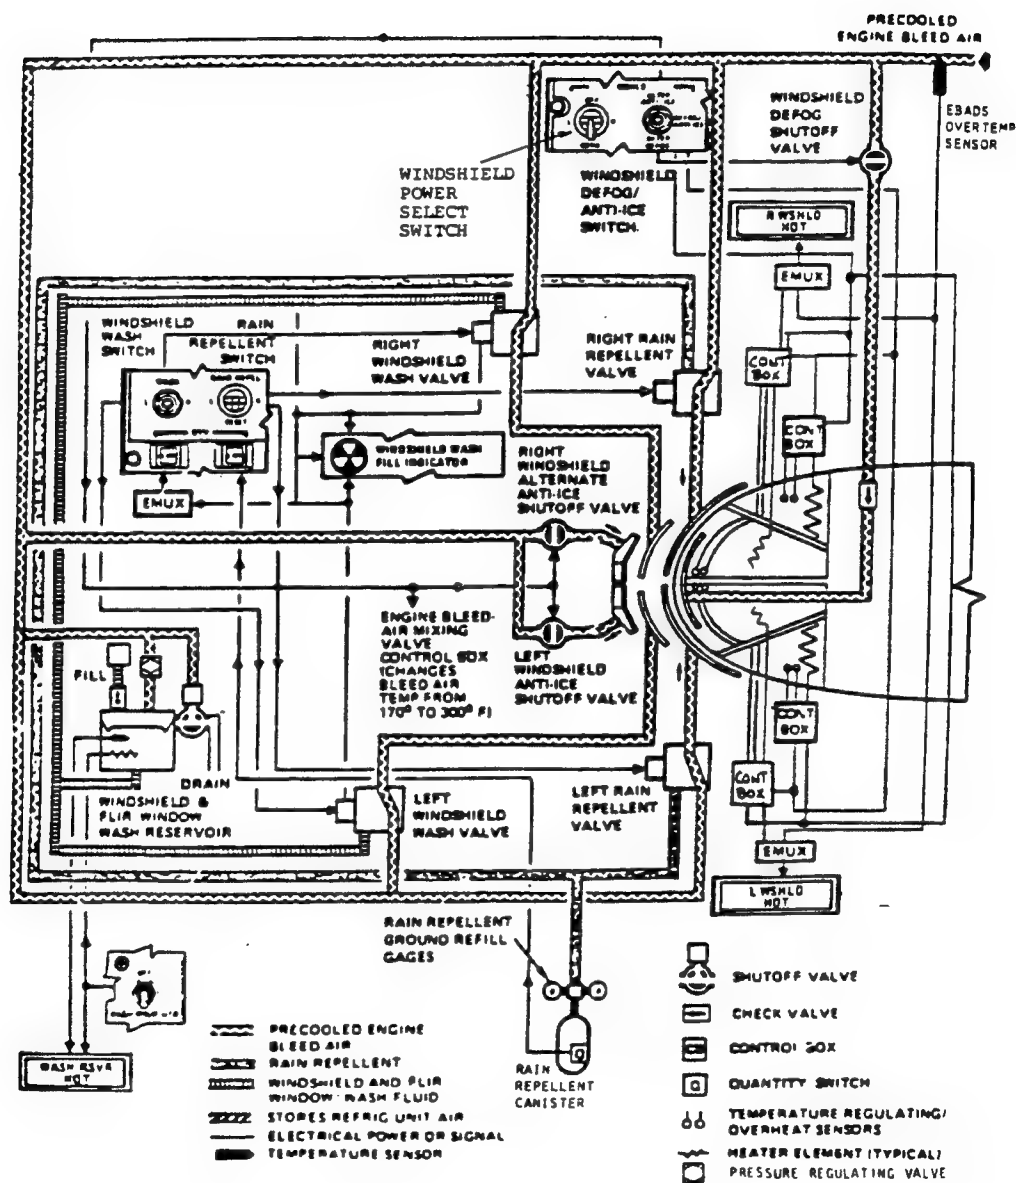 PRECOOLED
ENGINE BLEED AIR
WINDSHIELD
DEFOG
SHUTOFF
VALVE
EBADS
OVERTEMP
SENSOR
WINDSHIELD
POWER
SELECT
SWITCH
WINDSHIELD
DEFOG/
ANTI-ICE
SWITCH
R WSHLD
HOT
EMUX
WINDSHIELD
WASH
SWITCH
RAIN
REPELLENT
SWITCH
RIGHT
WINDSHIELD
WASH VALVE
RIGHT RAIN
REPELLENT
VALVE
CONT
BOX
CONT
BOX
WINDSHIELD WASH
FILL INDICATOR
EMUX
RIGHT
WINDSHIELD
ALTERNATE
ANTI-ICE
SHUTOFF VALVE
ENGINE BLEED-
AIR MIXING
VALVE
CONTROL BOX
(CHANGES
BLEED AIR
TEMP FROM
170° TO 300° F)
LEFT
WINDSHIELD
ANTI-ICE
SHUTOFF VALVE
FILL
DRAIN
WINDSHIELD &
FLIR WINDOW
WASH RESERVOIR
LEFT
WINDSHIELD
WASH VALVE
LEFT RAIN
REPELLENT
VALVE
CONT
BOX
CONT
BOX
EMUX
L WSHLD
HOT
RAIN REPELLENT
GROUND REFILL
GAGES
WASH RSVR
HOT
Q
RAIN
REPELLENT
CANISTER
PRECOOLED ENGINE
BLEED AIR
RAIN REPELLENT
WINDSHIELD AND FLIR
WINDOW WASH FLUID
STORES REFRIG UNIT AIR
ELECTRICAL POWER OR SIGNAL
TEMPERATURE SENSOR
SHUTOFF VALVE
CHECK VALVE
CONTROL BOX
Q
QUANTITY SWITCH
TEMPERATURE REGULATING/
OVERHEAT SENSORS
HEATER ELEMENT (TYPICAL)
PRESSURE REGULATING VALVE